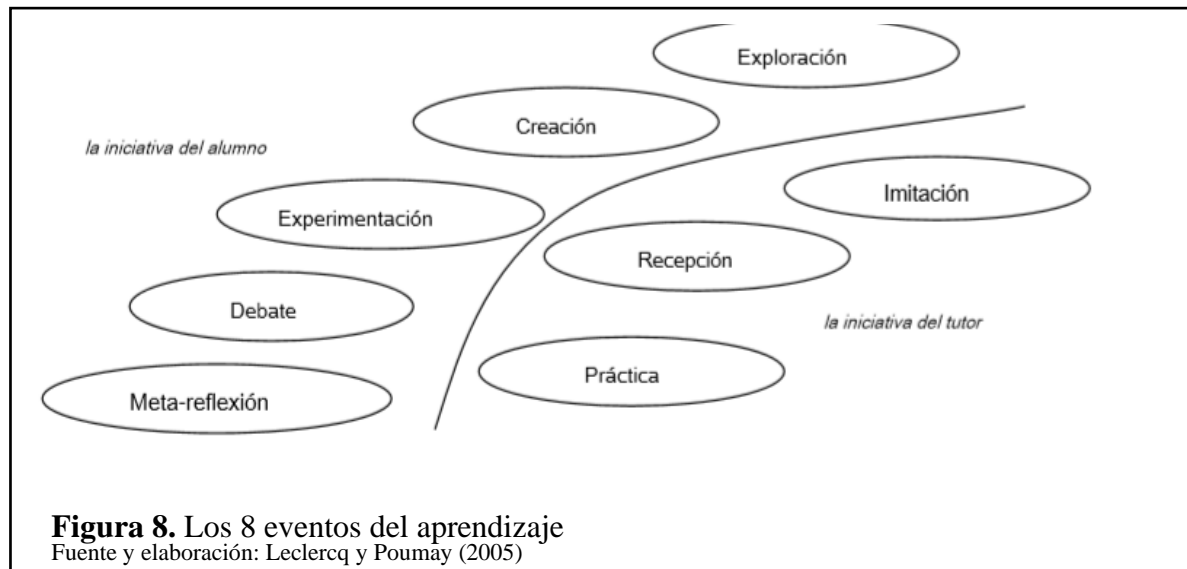 Exploración
Creación
la iniciativa del alumno
Imitación
Experimentación
Recepción
Debate
la iniciativa del tutor
Práctica
Meta-reflexión
Figura 8. Los 8 eventos del aprendizaje
Fuente y elaboración: Leclercq y Poumay (2005)